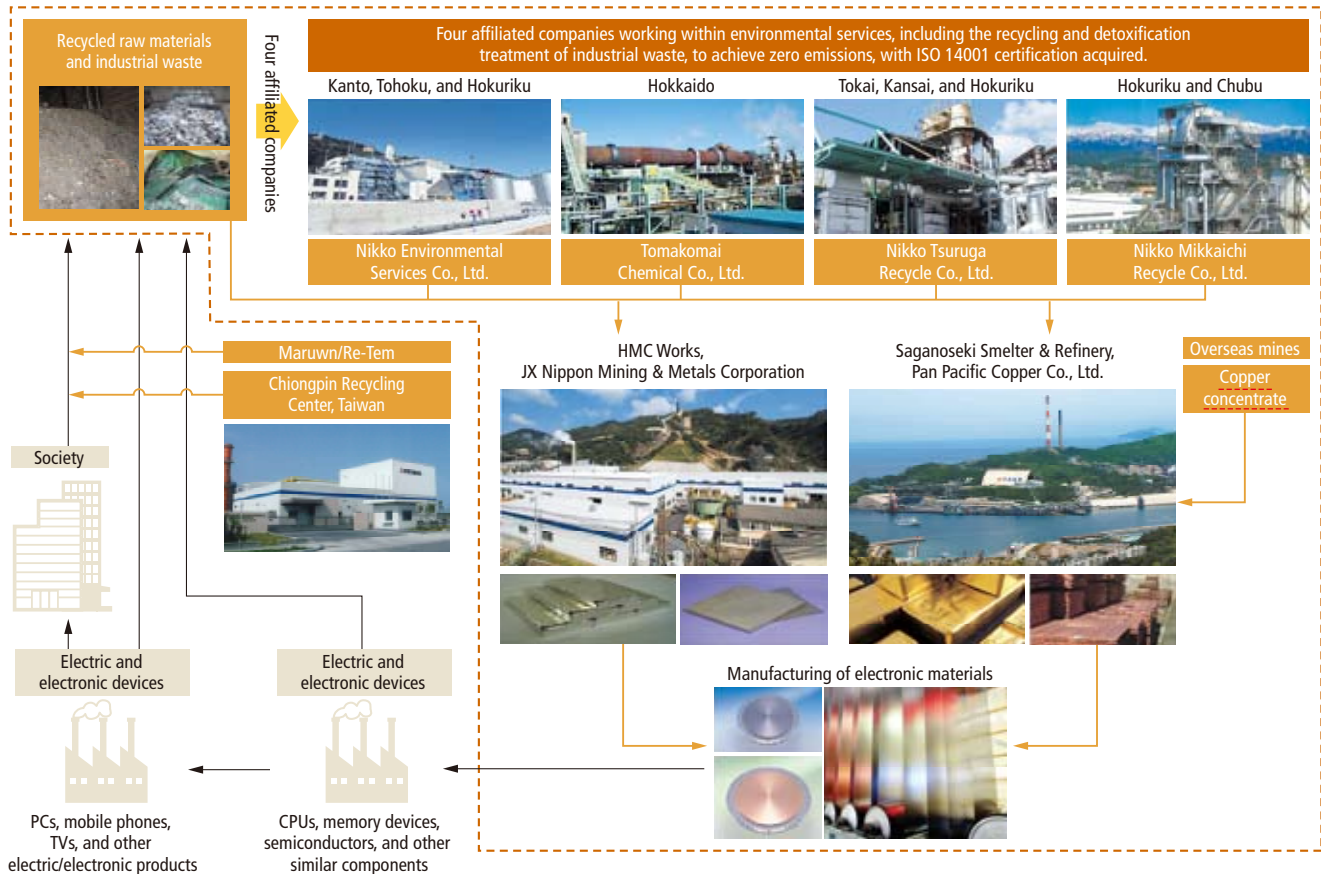 Recycled raw materials
and industrial waste
Four affiliated
companies
Four affiliated companies working within environmental services, including the recycling and detoxification
treatment of industrial waste, to achieve zero emissions, with ISO 14001 certification acquired.
Kanto, Tohoku, and Hokuriku
Hokkaido
Tokai, Kansai, and Hokuriku
Hokuriku and Chubu
Nikko Environmental
Services Co., Ltd.
Tomakomai
Chemical Co., Ltd.
Nikko Tsuruga
Recycle Co., Ltd.
Nikko Mikkaichi
Recycle Co., Ltd.
Maruwn/Re-Tem
Chiongpin Recycling
Center, Taiwan
HMC Works,
JX Nippon Mining & Metals Corporation
Saganoseki Smelter & Refinery,
Pan Pacific Copper Co., Ltd.
Overseas mines
Copper
concentrate
Society
Electric and
electronic devices
Electric and
electronic devices
Manufacturing of electronic materials
PCs, mobile phones,
TVs, and other
electric/electronic products
CPUs, memory devices,
semiconductors, and other
similar components